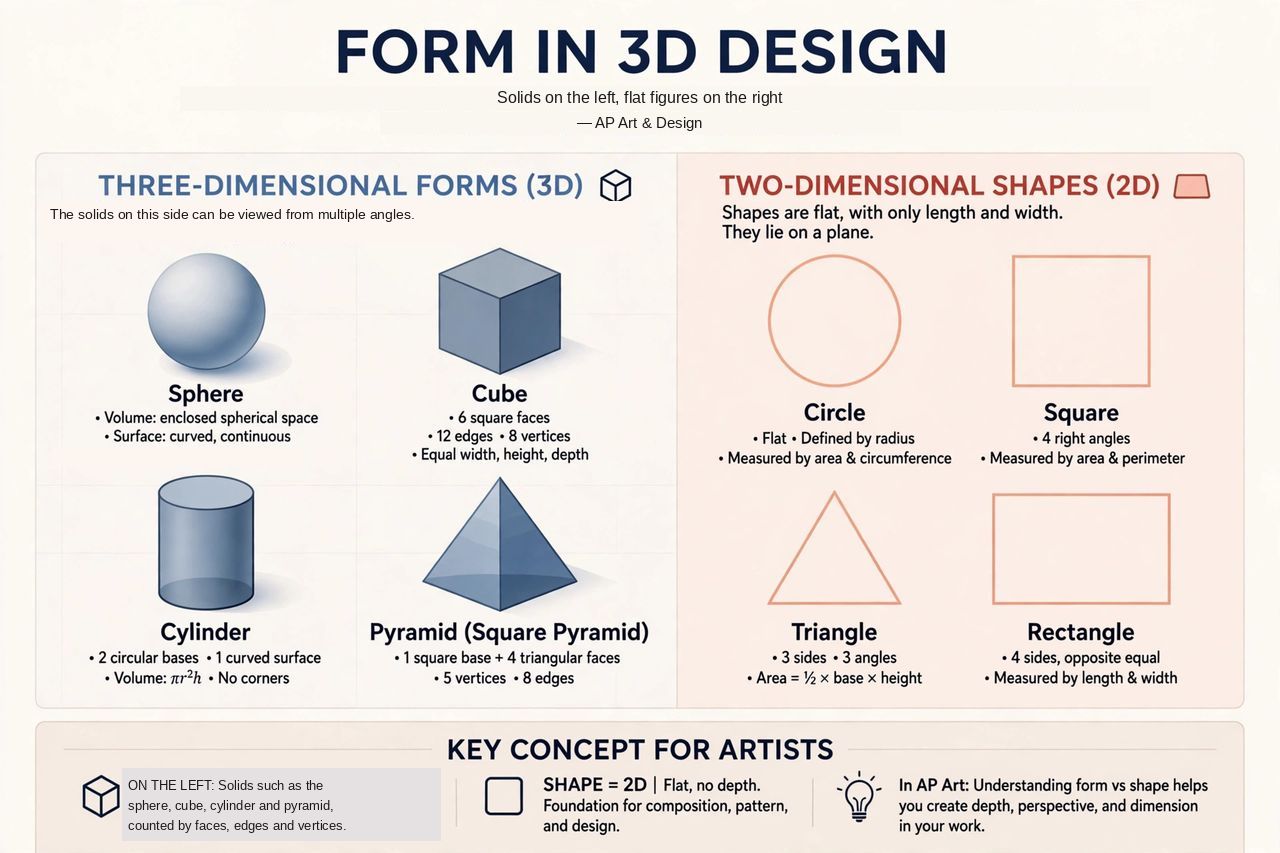 FORM IN 3D DESIGN
Solids on the left, flat figures on the right
— AP Art & Design
THREE-DIMENSIONAL FORMS (3D)
The solids on this side can be viewed from multiple angles.
Sphere
• Volume: enclosed spherical space
• Surface: curved, continuous
Cube
• 6 square faces
• 12 edges • 8 vertices
• Equal width, height, depth
Cylinder
• 2 circular bases • 1 curved surface
• Volume: πr²h • No corners
Pyramid (Square Pyramid)
• 1 square base + 4 triangular faces
• 5 vertices • 8 edges
TWO-DIMENSIONAL SHAPES (2D)
Shapes are flat, with only length and width.
They lie on a plane.
Circle
• Flat • Defined by radius
• Measured by area & circumference
Square
• 4 right angles
• Measured by area & perimeter
Triangle
• 3 sides • 3 angles
• Area = ½ × base × height
Rectangle
• 4 sides, opposite equal
• Measured by length & width
KEY CONCEPT FOR ARTISTS
ON THE LEFT: Solids such as the
sphere, cube, cylinder and pyramid,
counted by faces, edges and vertices.
SHAPE = 2D | Flat, no depth.
Foundation for composition, pattern,
and design.
In AP Art: Understanding form vs shape helps
you create depth, perspective, and dimension
in your work.